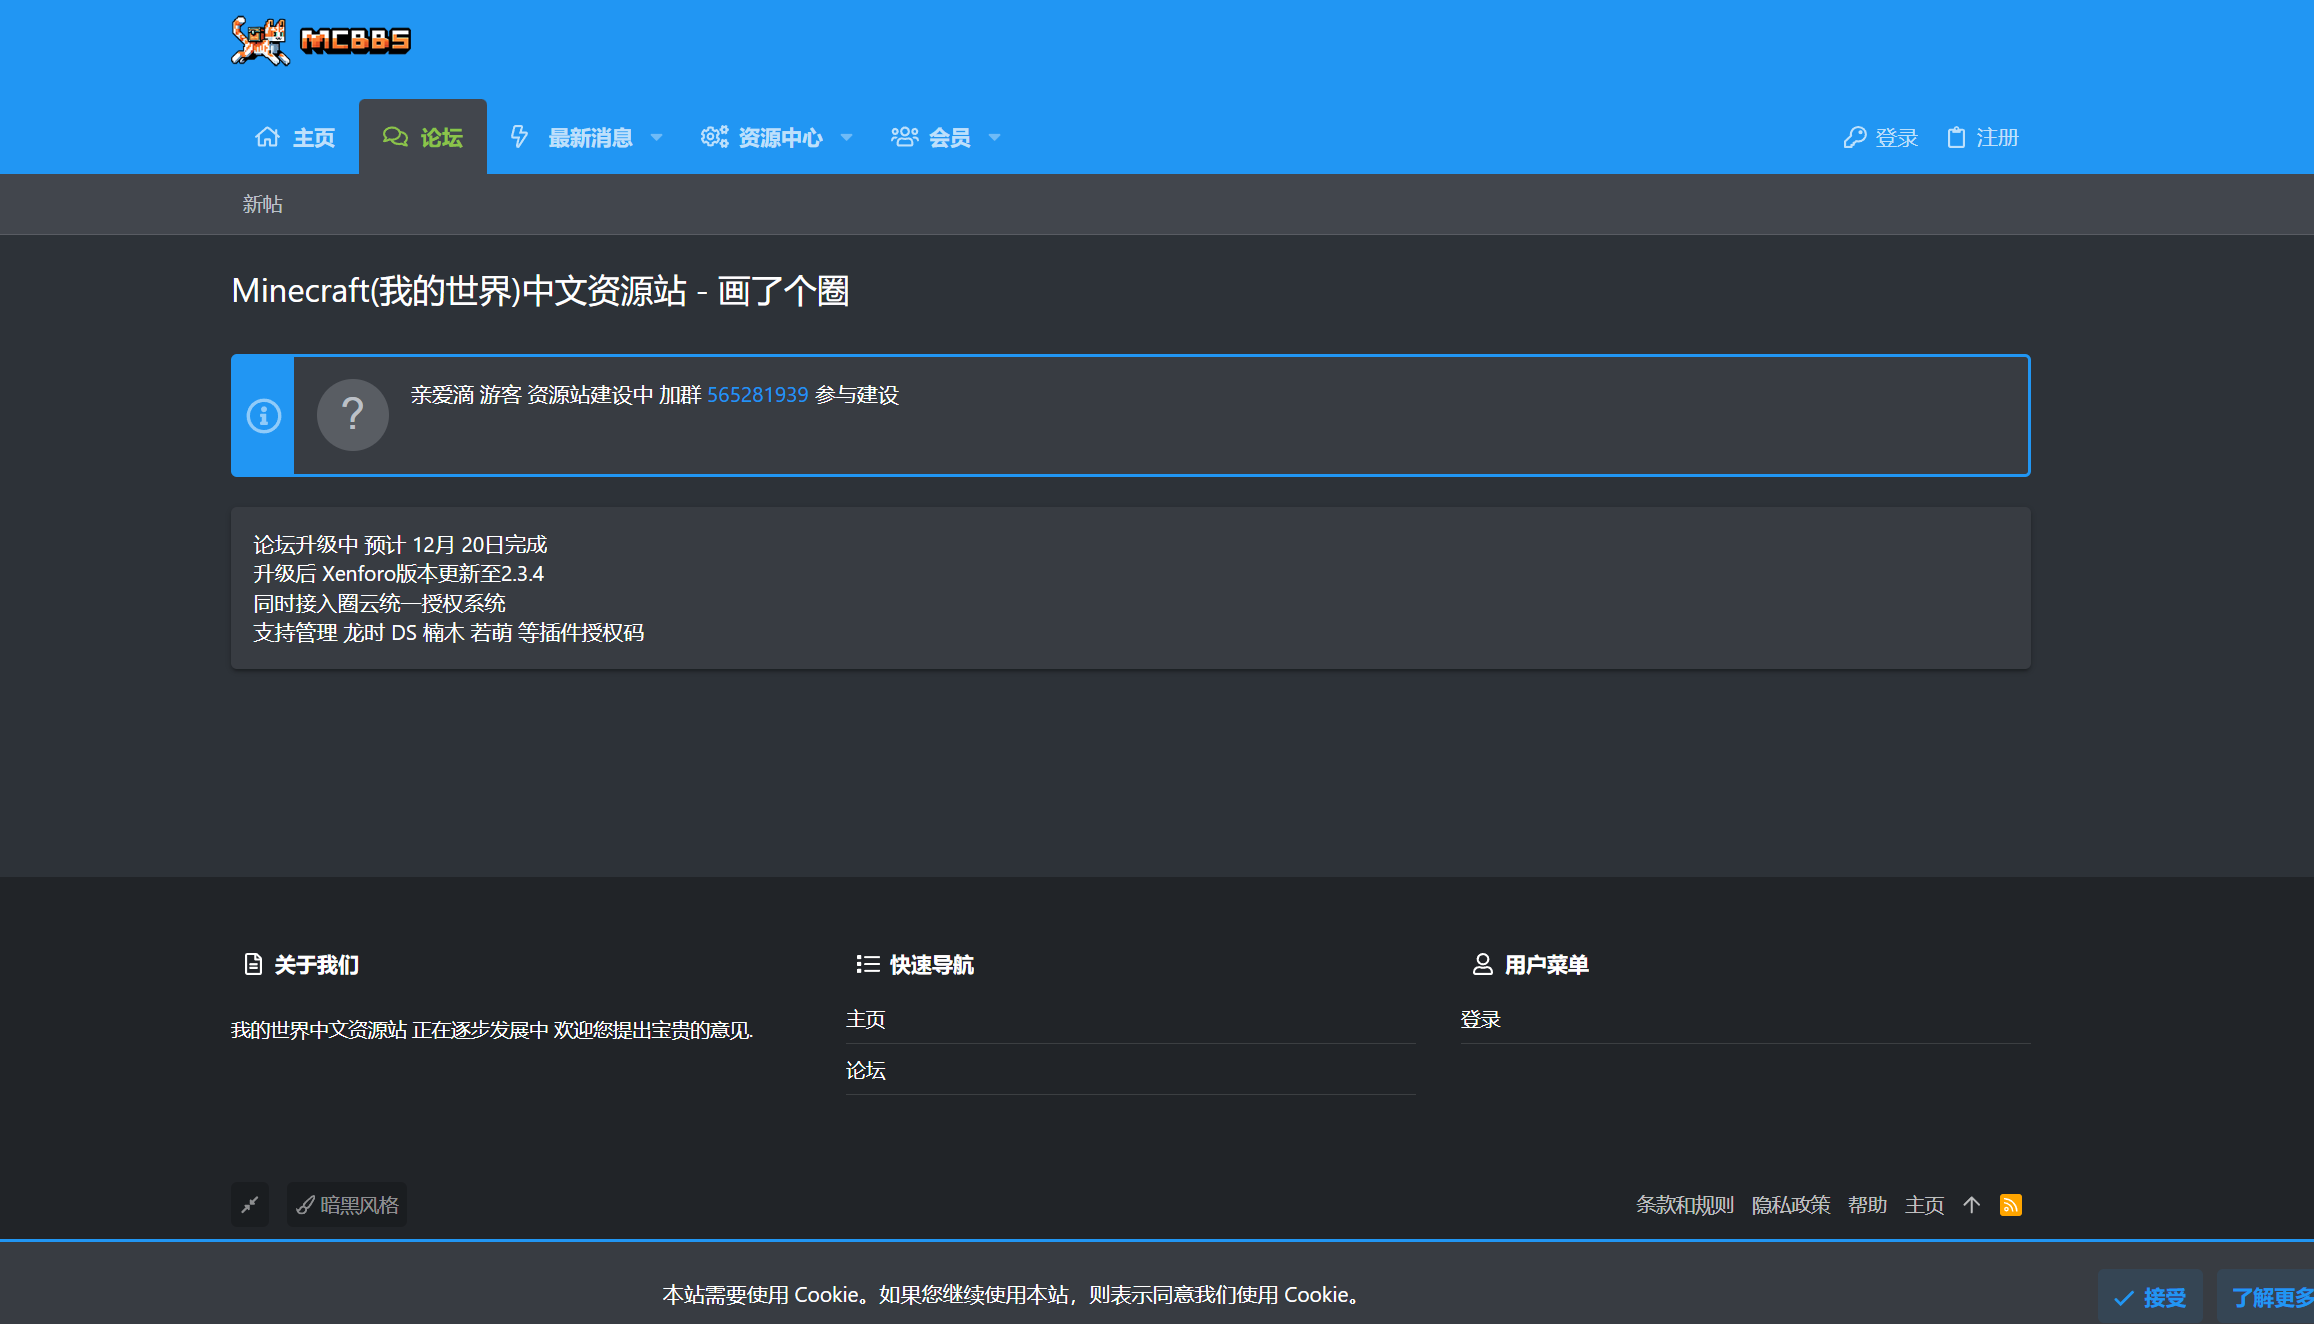 MCBBS
主页 论坛 最新消息 资源中心 会员 登录 注册
新帖
Minecraft(我的世界)中文资源站 - 画了个圈
? 亲爱滴 游客 资源站建设中 加群 565281939 参与建设
论坛升级中 预计 12月 20日完成
升级后 Xenforo版本更新至2.3.4
同时接入圈云统一授权系统
支持管理 龙时 DS 楠木 若萌 等插件授权码
关于我们
我的世界中文资源站 正在逐步发展中 欢迎您提出宝贵的意见.
快速导航
主页
论坛
用户菜单
登录
暗黑风格
条款和规则 隐私政策 帮助 主页
本站需要使用 Cookie。如果您继续使用本站，则表示同意我们使用 Cookie。
接受 了解更多